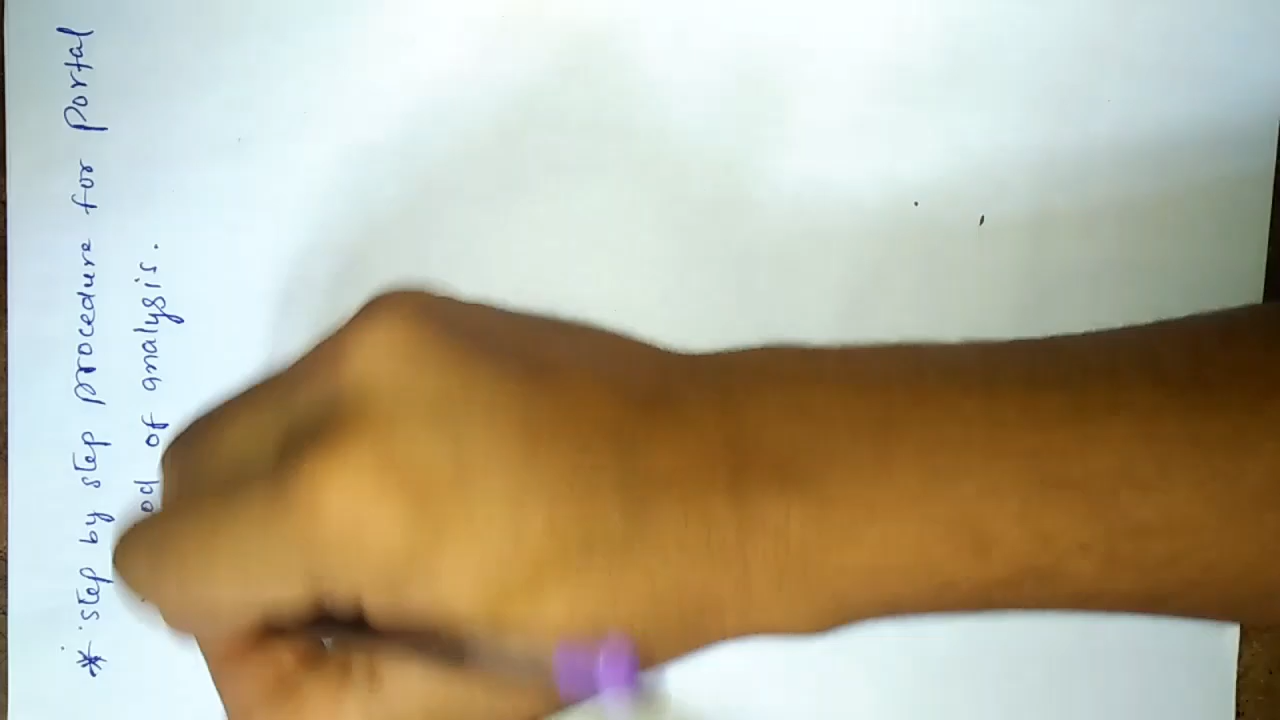 * Step by step procedure for Portal
of analysis.